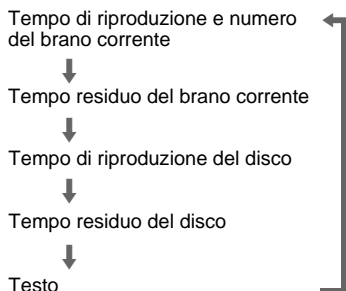 Tempo di riproduzione e numero
del brano corrente
Tempo residuo del brano corrente
Tempo di riproduzione del disco
Tempo residuo del disco
Testo